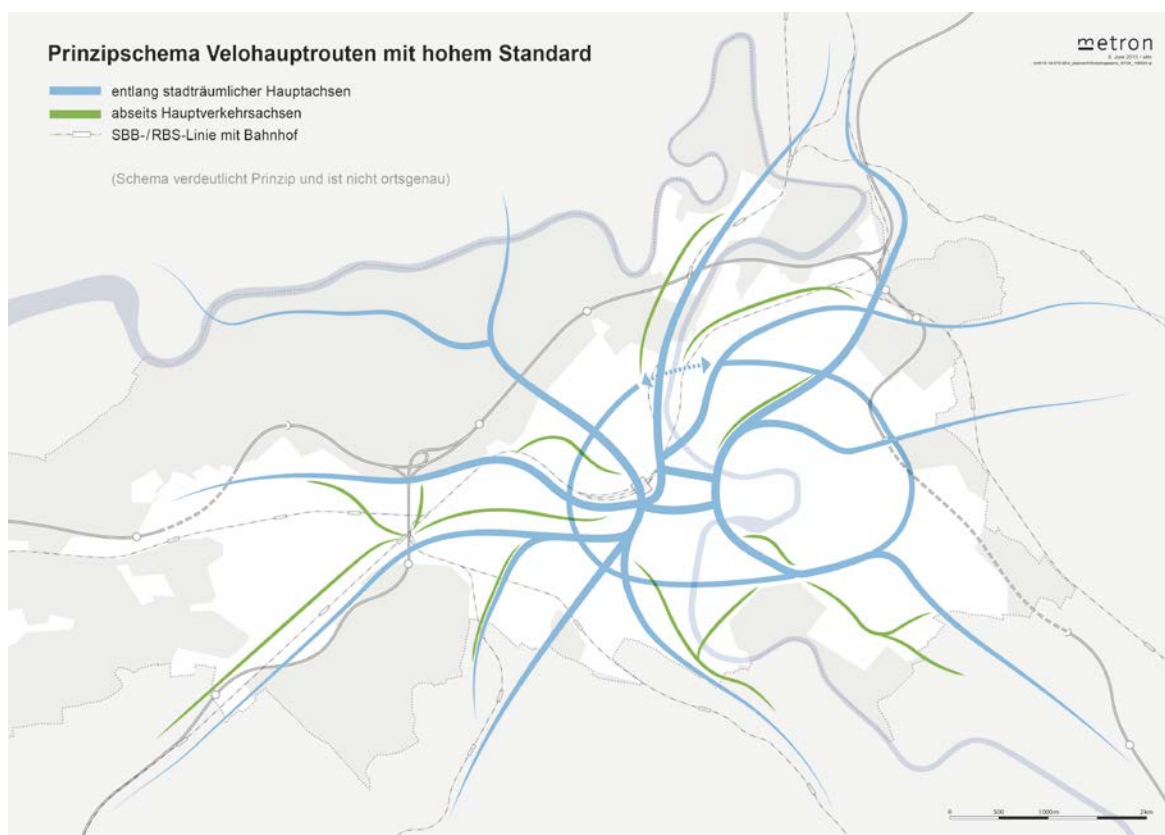 Prinzipschema Velohauptrouten mit hohem Standard
metron
entlang stadträumlicher Hauptachsen
abseits Hauptverkehrsachsen
SBB-/RBS-Linie mit Bahnhof
(Schema verdeutlicht Prinzip und ist nicht ortsgenau)
0 500 1000m 2km